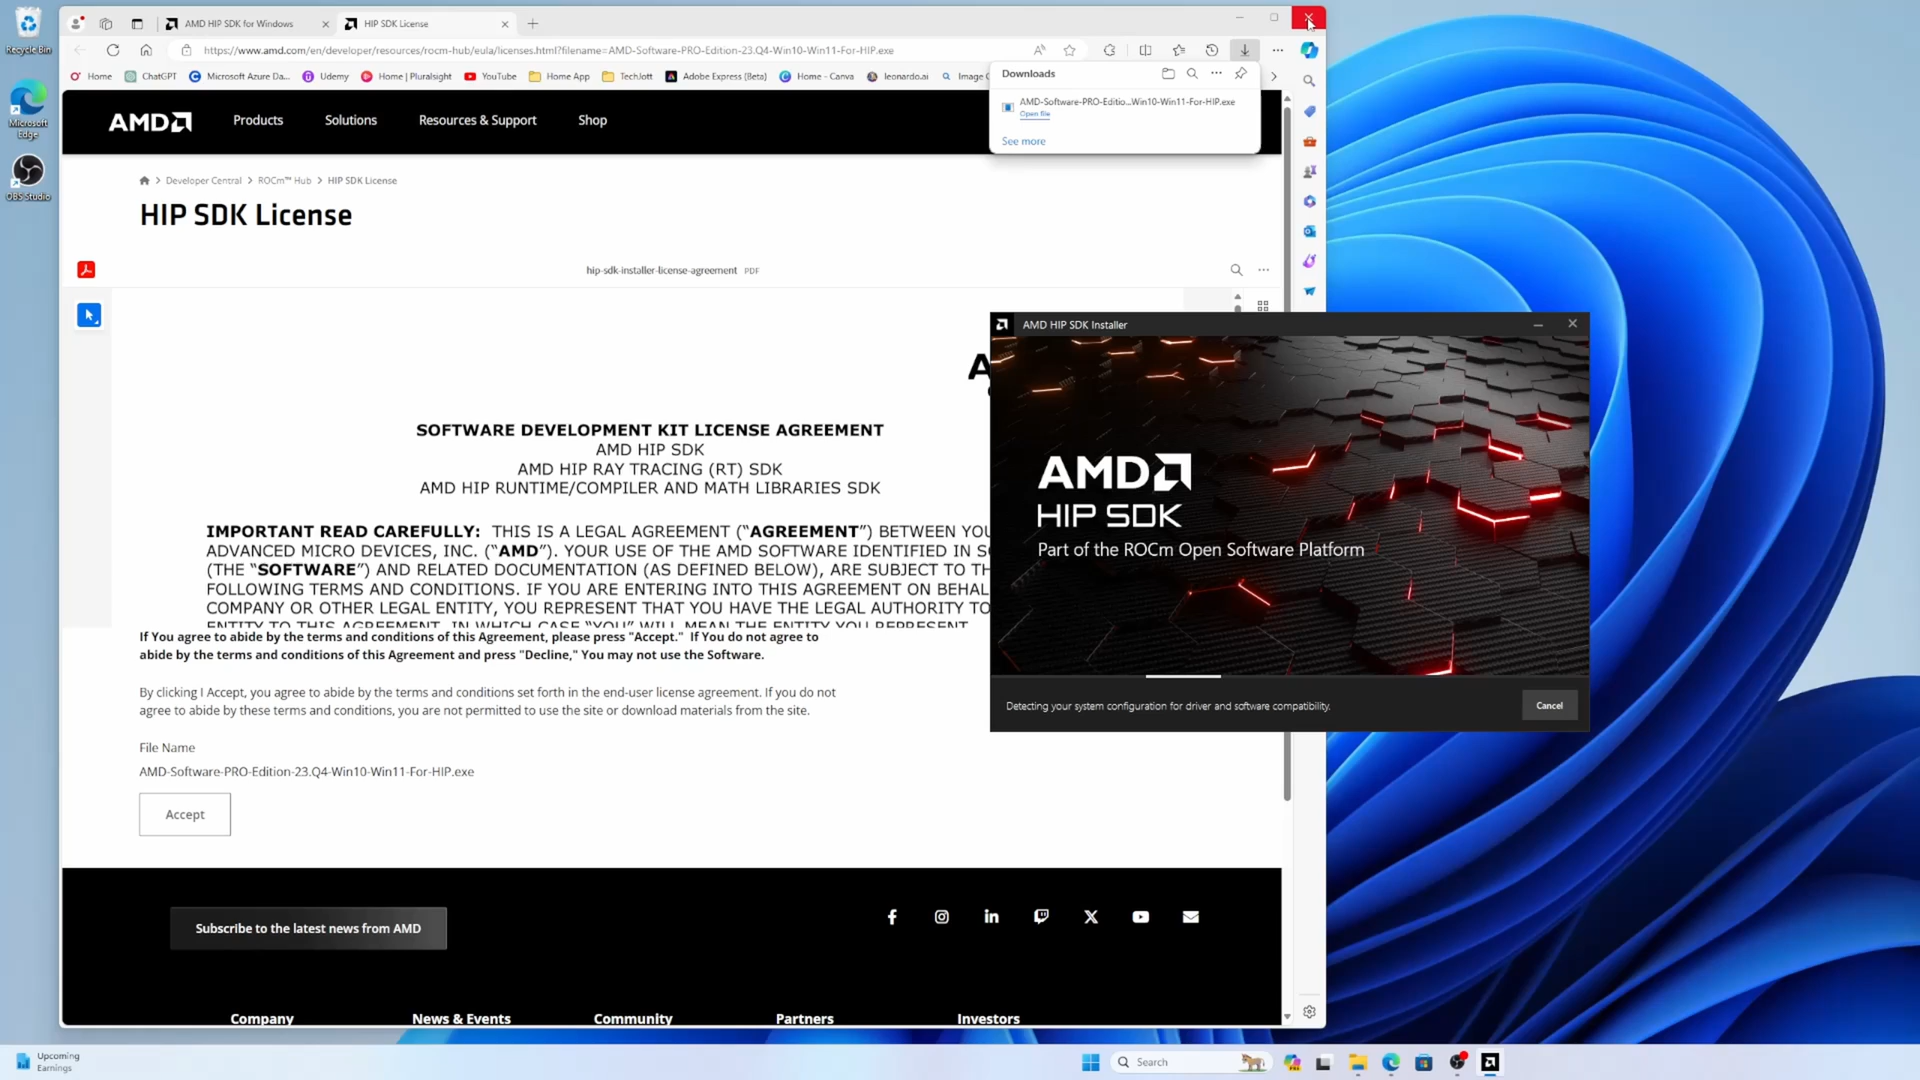 Recycle Bin
Microsoft
Edge
OBS Studio
AMD HIP SDK for Windows
HIP SDK License
https://www.amd.com/en/developer/resources/rocm-hub/eula/licenses.html?filename=AMD-Software-PRO-Edition-23.Q4-Win10-Win11-For-HIP.exe
Home
ChatGPT
Microsoft Azure Da...
Udemy
Home | Pluralsight
YouTube
Home App
TechJott
Adobe Express (Beta)
Home - Canva
leonardo.ai
Image C
Downloads
AMD-Software-PRO-Editio...Win10-Win11-For-HIP.exe
Open file
See more
AMD
Products
Solutions
Resources & Support
Shop
Developer Central > ROCm™ Hub > HIP SDK License
HIP SDK License
hip-sdk-installer-license-agreement PDF
SOFTWARE DEVELOPMENT KIT LICENSE AGREEMENT
AMD HIP SDK
AMD HIP RAY TRACING (RT) SDK
AMD HIP RUNTIME/COMPILER AND MATH LIBRARIES SDK
IMPORTANT READ CAREFULLY: THIS IS A LEGAL AGREEMENT (“AGREEMENT”) BETWEEN YOU
ADVANCED MICRO DEVICES, INC. (“AMD”). YOUR USE OF THE AMD SOFTWARE IDENTIFIED IN
(THE “SOFTWARE”) AND RELATED DOCUMENTATION (AS DEFINED BELOW), ARE SUBJECT TO TH
FOLLOWING TERMS AND CONDITIONS. IF YOU ARE ENTERING INTO THIS AGREEMENT ON BEHAL
COMPANY OR OTHER LEGAL ENTITY, YOU REPRESENT THAT YOU HAVE THE LEGAL AUTHORITY TO
ENTITY TO THIS AGREEMENT, IN WHICH CASE “YOU” WILL MEAN THE ENTITY YOU REPRESENT
If You agree to abide by the terms and conditions of this Agreement, please press "Accept." If You do not agree to
abide by the terms and conditions of this Agreement and press "Decline," You may not use the Software.
By clicking I Accept, you agree to abide by the terms and conditions set forth in the end-user license agreement. If you do not
agree to abide by these terms and conditions, you are not permitted to use the site or download materials from the site.
File Name
AMD-Software-PRO-Edition-23.Q4-Win10-Win11-For-HIP.exe
Accept
AMD HIP SDK Installer
AMD
HIP SDK
Part of the ROCm Open Software Platform
Detecting your system configuration for driver and software compatibility.
Cancel
Subscribe to the latest news from AMD
Company
News & Events
Community
Partners
Investors
Upcoming
Earnings
Search